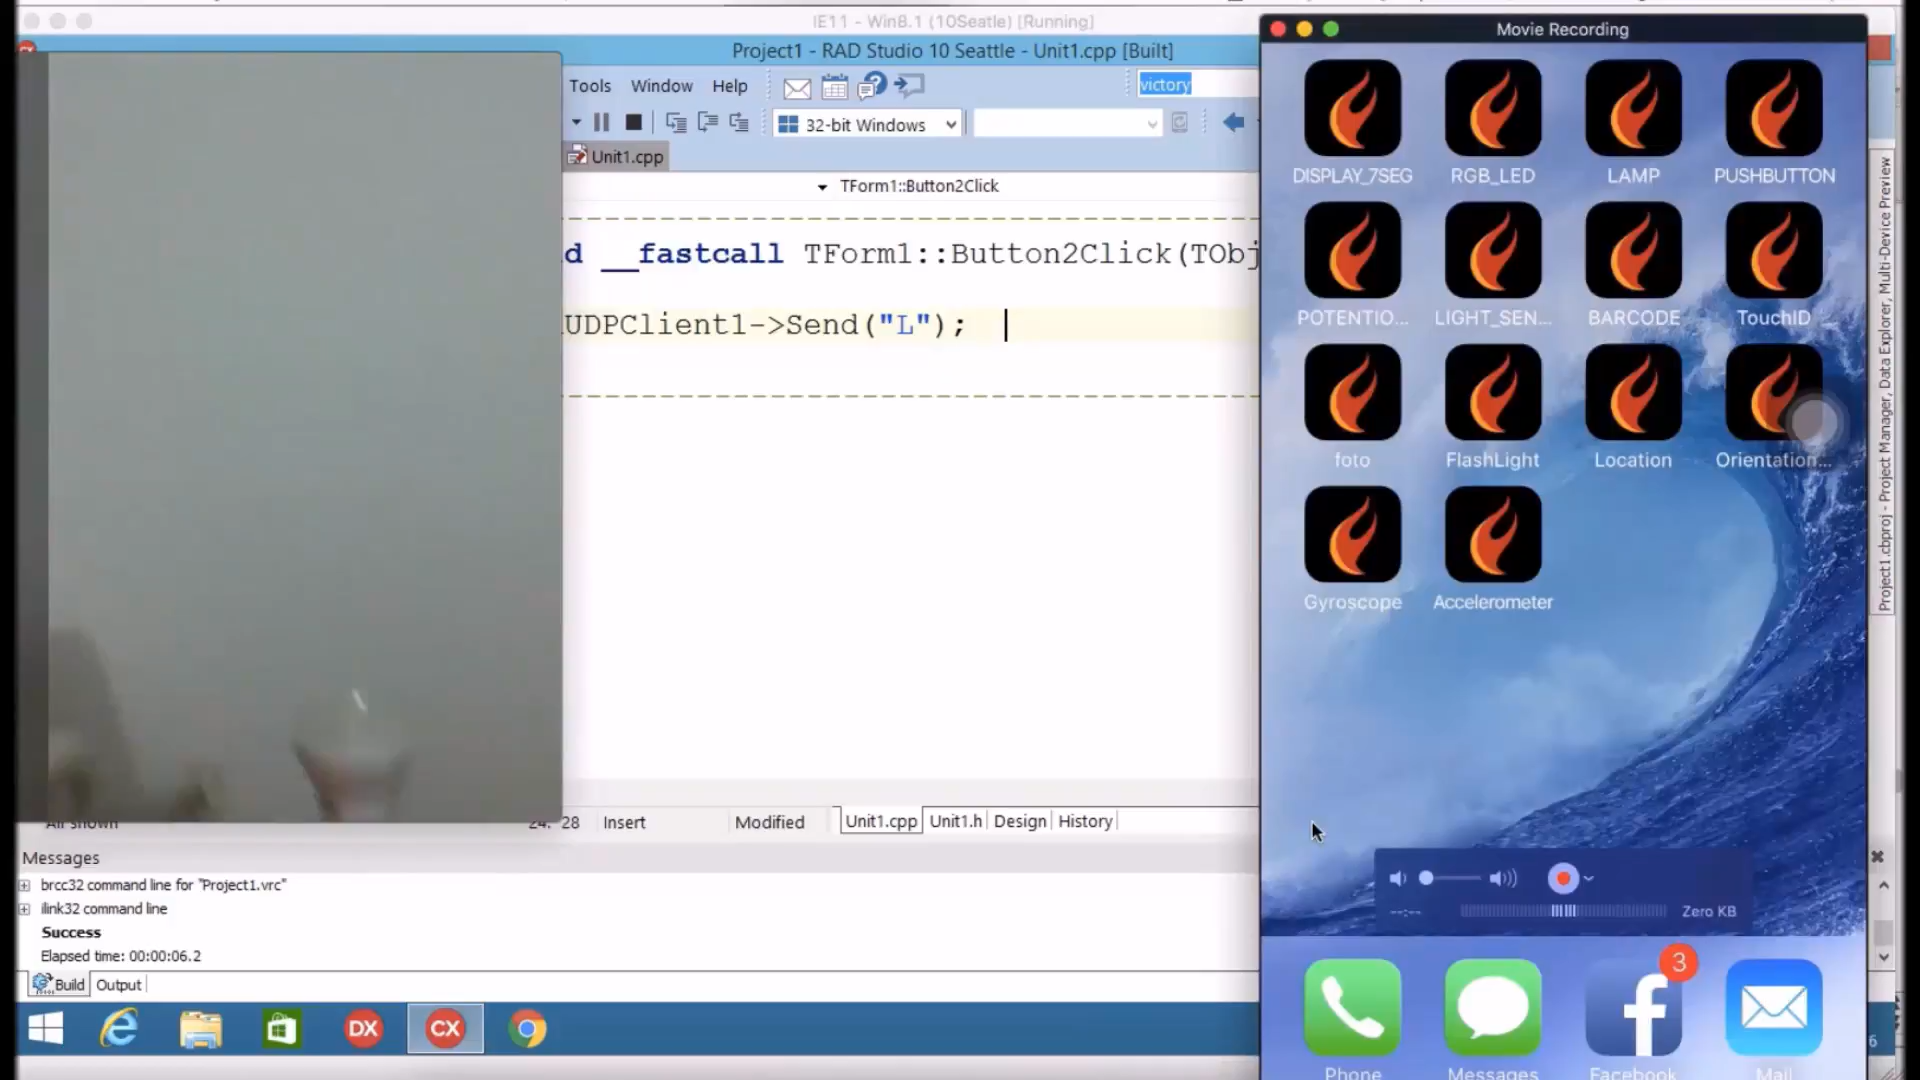 IE11 - Win8.1 (10Seatle) [Running]
Project1 - RAD Studio 10 Seattle - Unit1.cpp [Built]
Tools Window Help
victory
32-bit Windows
Unit1.cpp
TForm1::Button2Click
d __fastcall TForm1::Button2Click(TObj
UDPClient1->Send("L");
All shown
24: 28 Insert Modified Unit1.cpp Unit1.h Design History
Messages
brcc32 command line for "Project1.vrc"
ilink32 command line
Success
Elapsed time: 00:00:06.2
Build Output
DX CX
Movie Recording
DISPLAY_7SEG RGB_LED LAMP PUSHBUTTON
POTENTIO... LIGHT_SEN... BARCODE TouchID
foto FlashLight Location Orientation...
Gyroscope Accelerometer
--:-- Zero KB
3
Phone Messages Facebook Mail
Project1.cbproj - Project Manager, Data Explorer, Multi-Device Preview